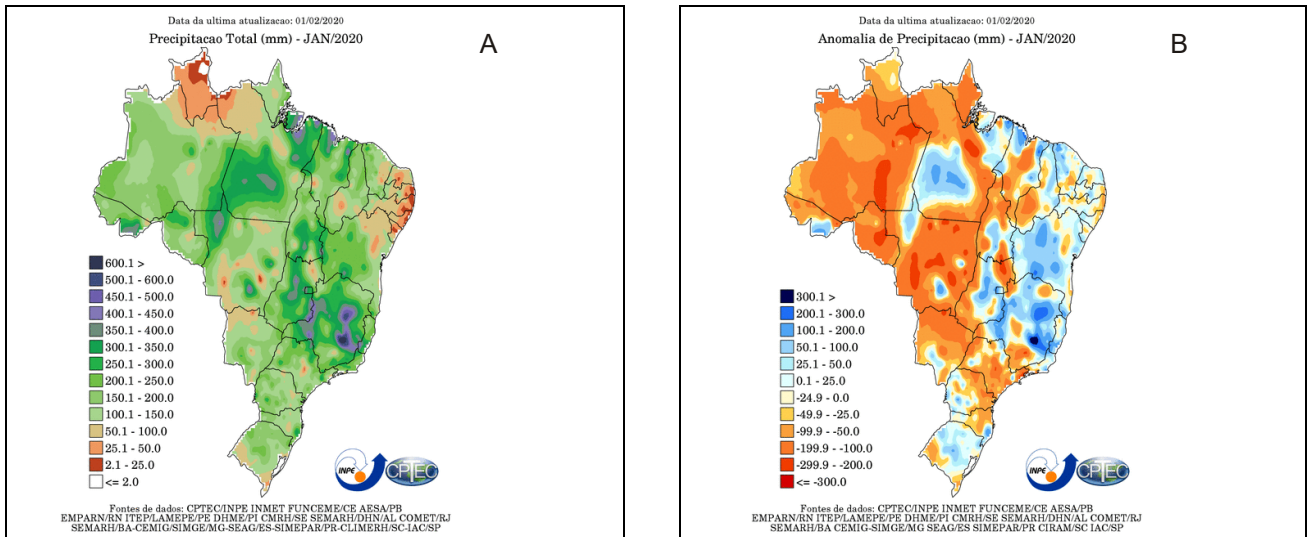 Data da ultima atualizacao: 01/02/2020
Precipitacao Total (mm) - JAN/2020
A
600.1 >
500.1 - 600.0
450.1 - 500.0
400.1 - 450.0
350.1 - 400.0
300.1 - 350.0
250.1 - 300.0
200.1 - 250.0
150.1 - 200.0
100.1 - 150.0
50.1 - 100.0
25.1 - 50.0
2.1 - 25.0
<= 2.0
INPE
CPTEC
Fontes de dados: CPTEC/INPE INMET FUNCEME/CE AESA/PB
EMPARN/RN ITEP/LAMEPE/PE DHME/PI CMRH/SE SEMARH/DHN/AL COMET/RJ
SEMARH/BA-CEMIG/SIMGE/MG-SEAG/ES-SIMEPAR/PR-CLIMERH/SC-IAC/SP
Data da ultima atualizacao: 01/02/2020
Anomalia de Precipitacao (mm) - JAN/2020
B
300.1 >
200.1 - 300.0
100.1 - 200.0
50.1 - 100.0
25.1 - 50.0
0.1 - 25.0
-24.9 - 0.0
-49.9 - -25.0
-99.9 - -50.0
-199.9 - -100.0
-299.9 - -200.0
<= -300.0
INPE
CPTEC
Fontes de dados: CPTEC/INPE INMET FUNCEME/CE AESA/PB
EMPARN/RN ITEP/LAMEPE/PE DHME/PI CMRH/SE SEMARH/DHN/AL COMET/RJ
SEMARH/BA CEMIG-SIMGE/MG SEAG/ES SIMEPAR/PR CIRAM/SC IAC/SP